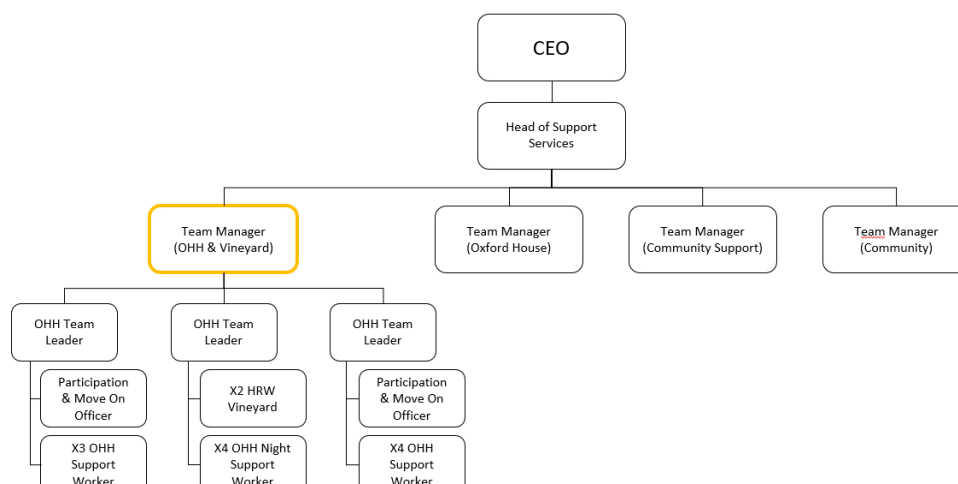 CEO
Head of Support
Services
Team Manager
(OHH & Vineyard)
Team Manager
(Oxford House)
Team Manager
(Community Support)
Team Manager
(Community)
OHH Team
Leader
OHH Team
Leader
OHH Team
Leader
Participation
& Move On
Officer
X2 HRW
Vineyard
Participation
& Move On
Officer
X3 OHH
Support
Worker
X4 OHH Night
Support
Worker
X4 OHH
Support
Worker